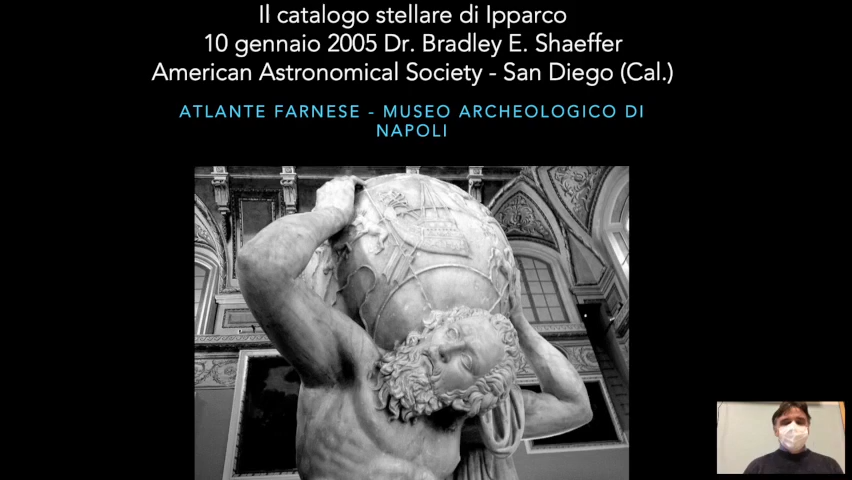 Il catalogo stellare di Ipparco
10 gennaio 2005 Dr. Bradley E. Shaeffer
American Astronomical Society - San Diego (Cal.)
ATLANTE FARNESE - MUSEO ARCHEOLOGICO DI
NAPOLI